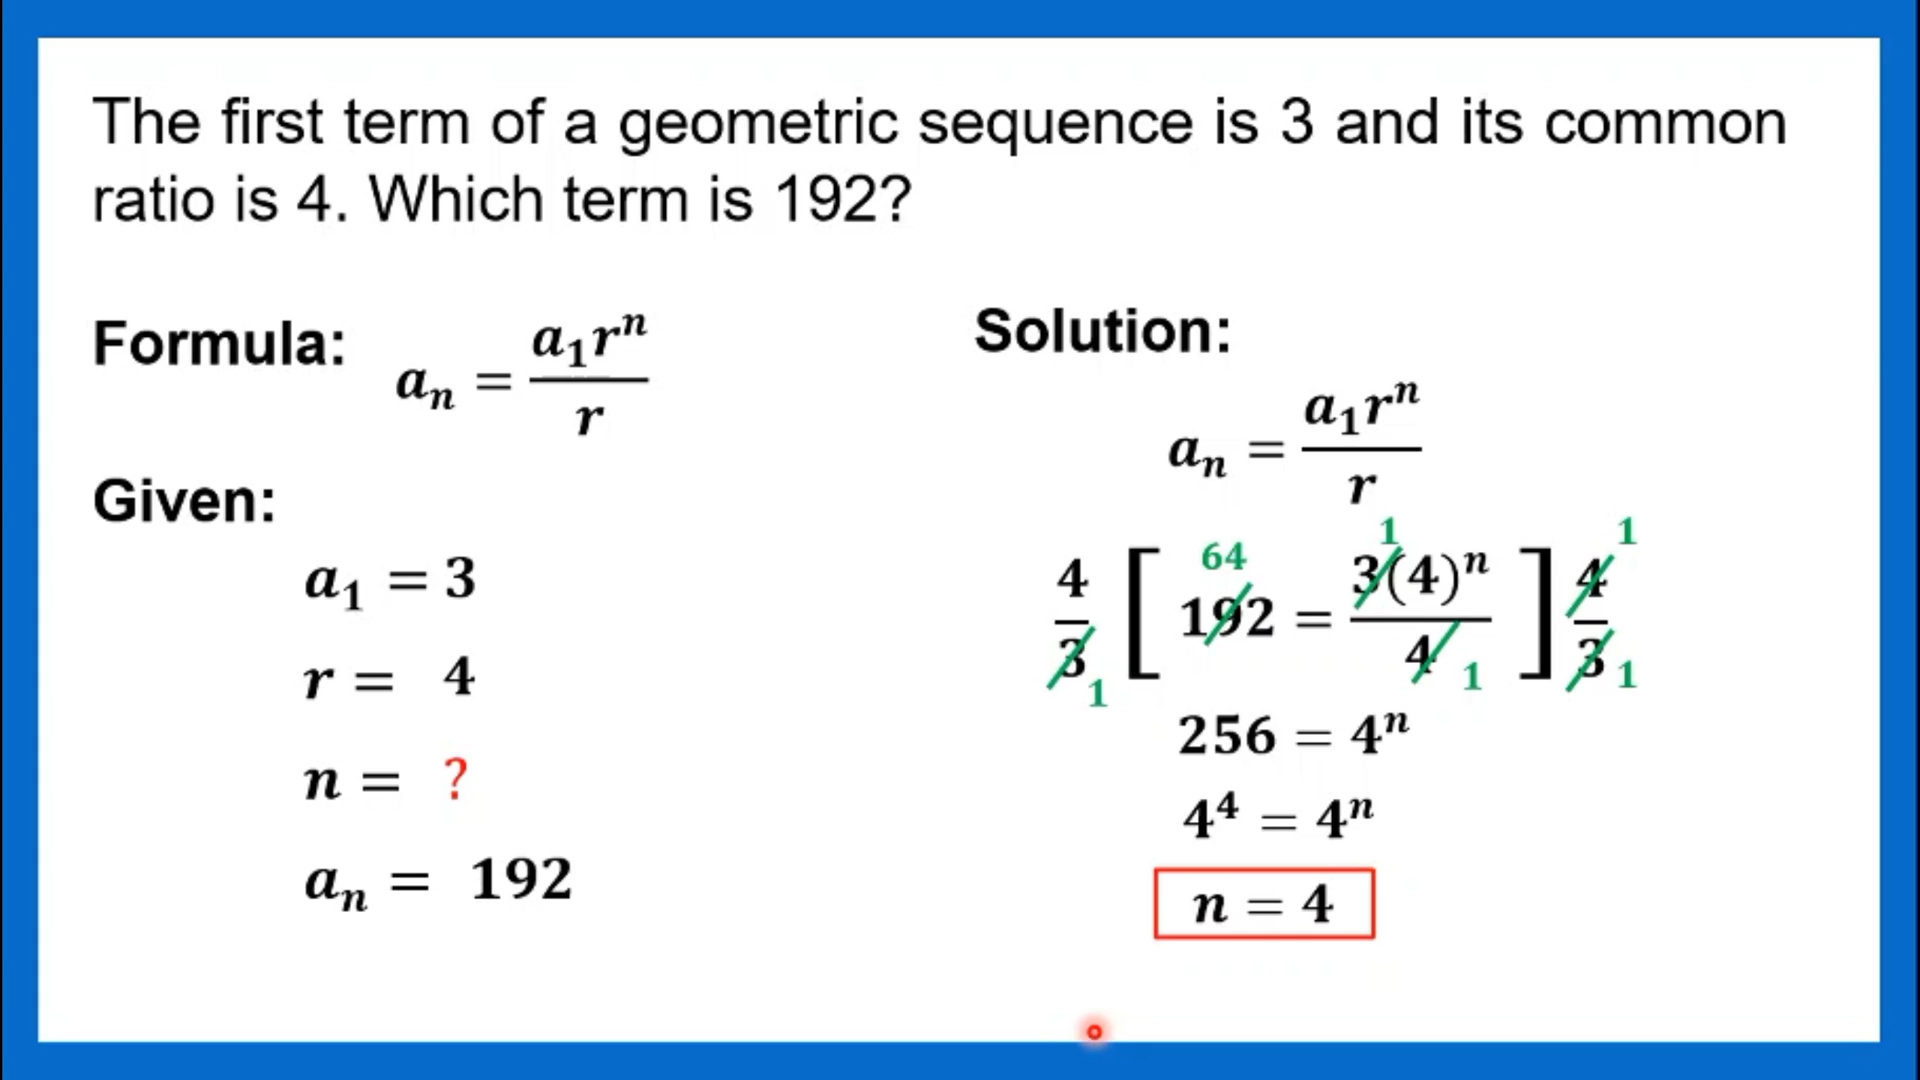 The first term of a geometric sequence is 3 and its common
ratio is 4. Which term is 192?
Formula: aₙ = a₁rⁿ / r
Given:
a₁ = 3
r = 4
n = ?
aₙ = 192
Solution:
aₙ = a₁rⁿ / r
64 1 1
4/3 [ 192 = 3(4)ⁿ / 4 ] 4/3
1 1 1
256 = 4ⁿ
4⁴ = 4ⁿ
n = 4